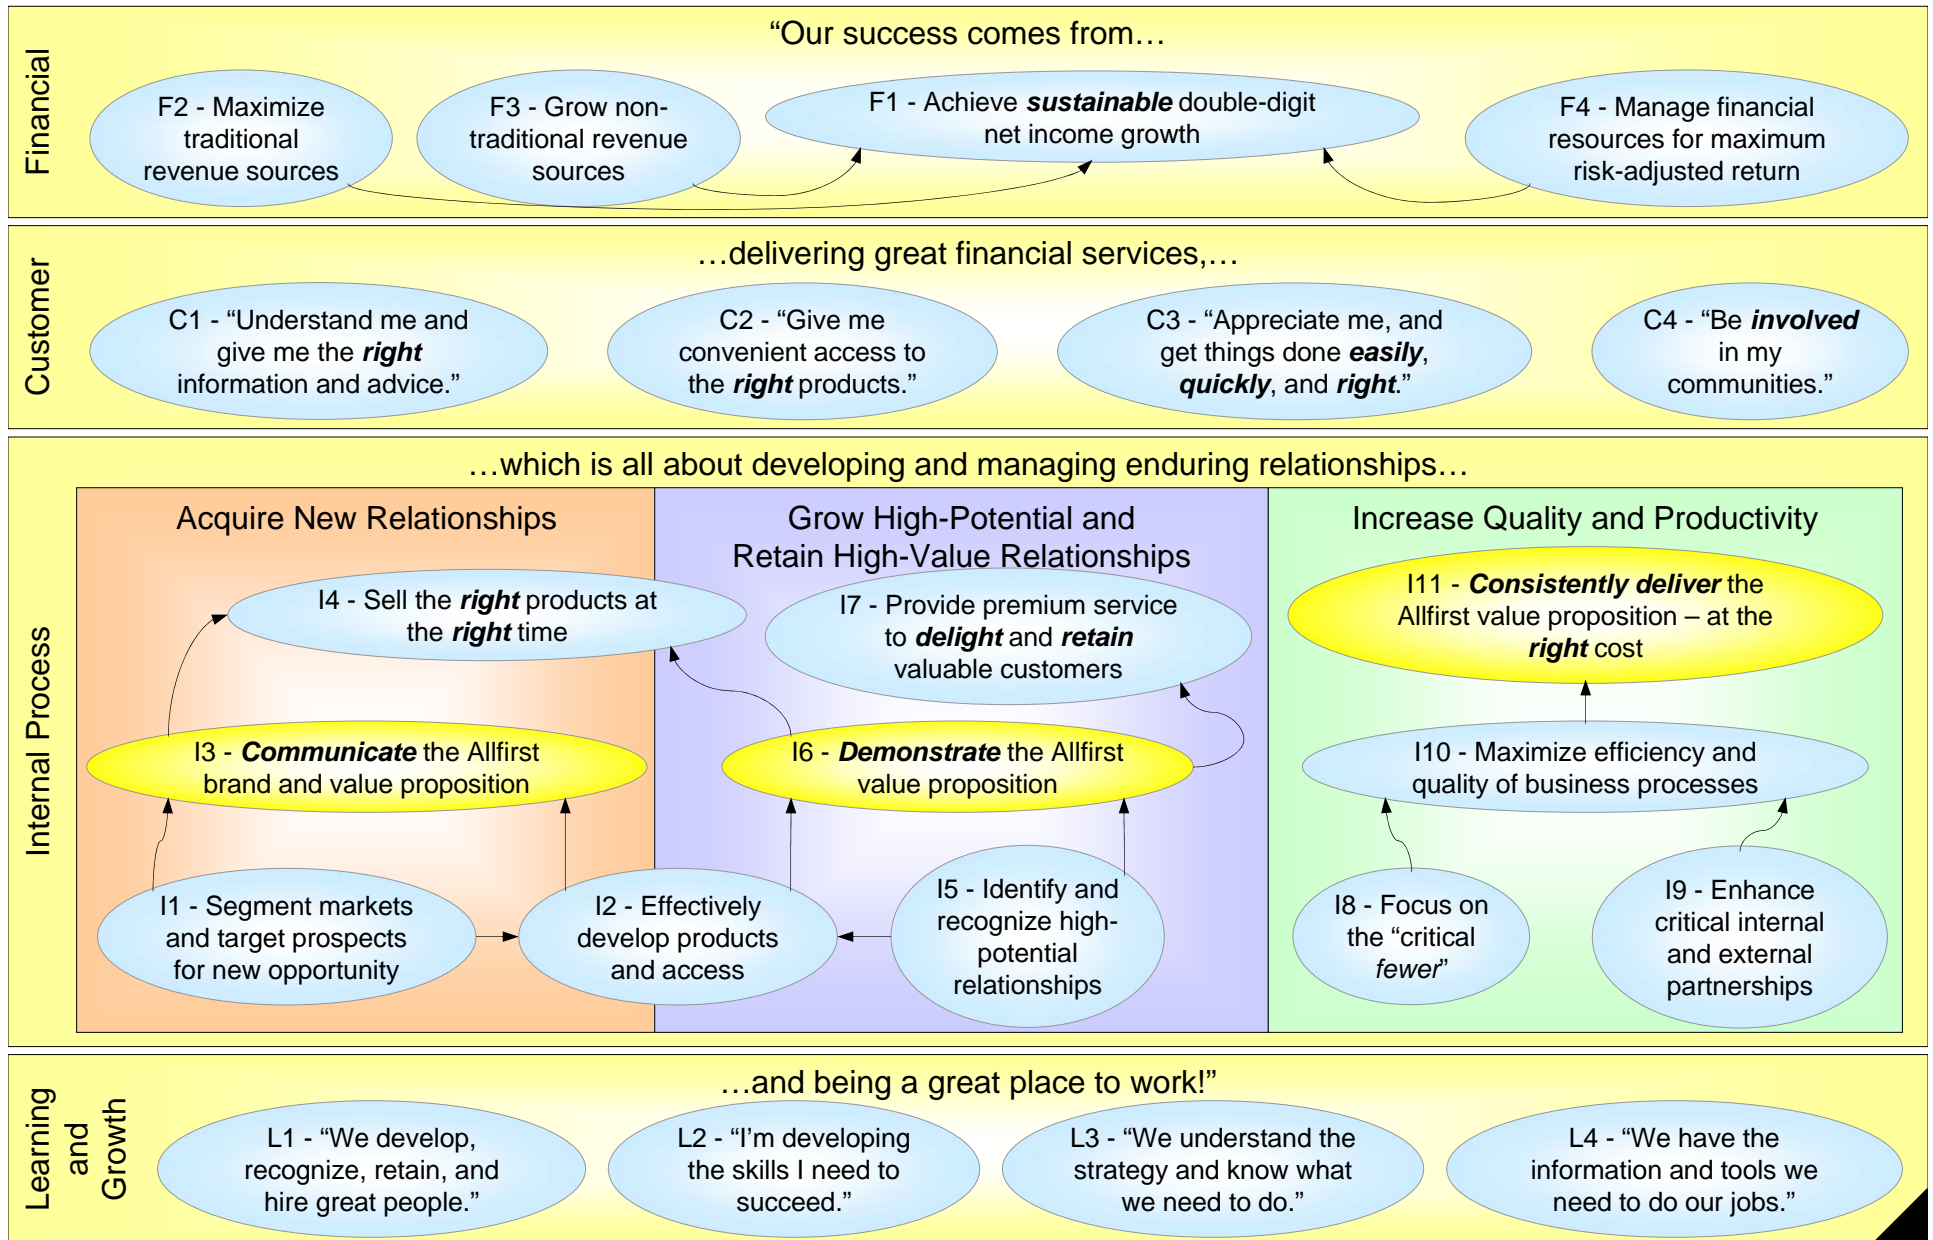 Financial
“Our success comes from…
F2 - Maximize
traditional
revenue sources
F3 - Grow non-
traditional revenue
sources
F1 - Achieve sustainable double-digit
net income growth
F4 - Manage financial
resources for maximum
risk-adjusted return
Customer
…delivering great financial services,…
C1 - “Understand me and
give me the right
information and advice.”
C2 - “Give me
convenient access to
the right products.”
C3 - “Appreciate me, and
get things done easily,
quickly, and right.”
C4 - “Be involved
in my
communities.”
Internal Process
…which is all about developing and managing enduring relationships…
Acquire New Relationships
I4 - Sell the right products at
the right time
I3 - Communicate the Allfirst
brand and value proposition
I1 - Segment markets
and target prospects
for new opportunity
I2 - Effectively
develop products
and access
Grow High-Potential and
Retain High-Value Relationships
I7 - Provide premium service
to delight and retain
valuable customers
I6 - Demonstrate the Allfirst
value proposition
I5 - Identify and
recognize high-
potential
relationships
Increase Quality and Productivity
I11 - Consistently deliver the
Allfirst value proposition – at the
right cost
I10 - Maximize efficiency and
quality of business processes
I8 - Focus on
the “critical
fewer”
I9 - Enhance
critical internal
and external
partnerships
Learning
and
Growth
…and being a great place to work!”
L1 - “We develop,
recognize, retain, and
hire great people.”
L2 - “I’m developing
the skills I need to
succeed.”
L3 - “We understand the
strategy and know what
we need to do.”
L4 - “We have the
information and tools we
need to do our jobs.”